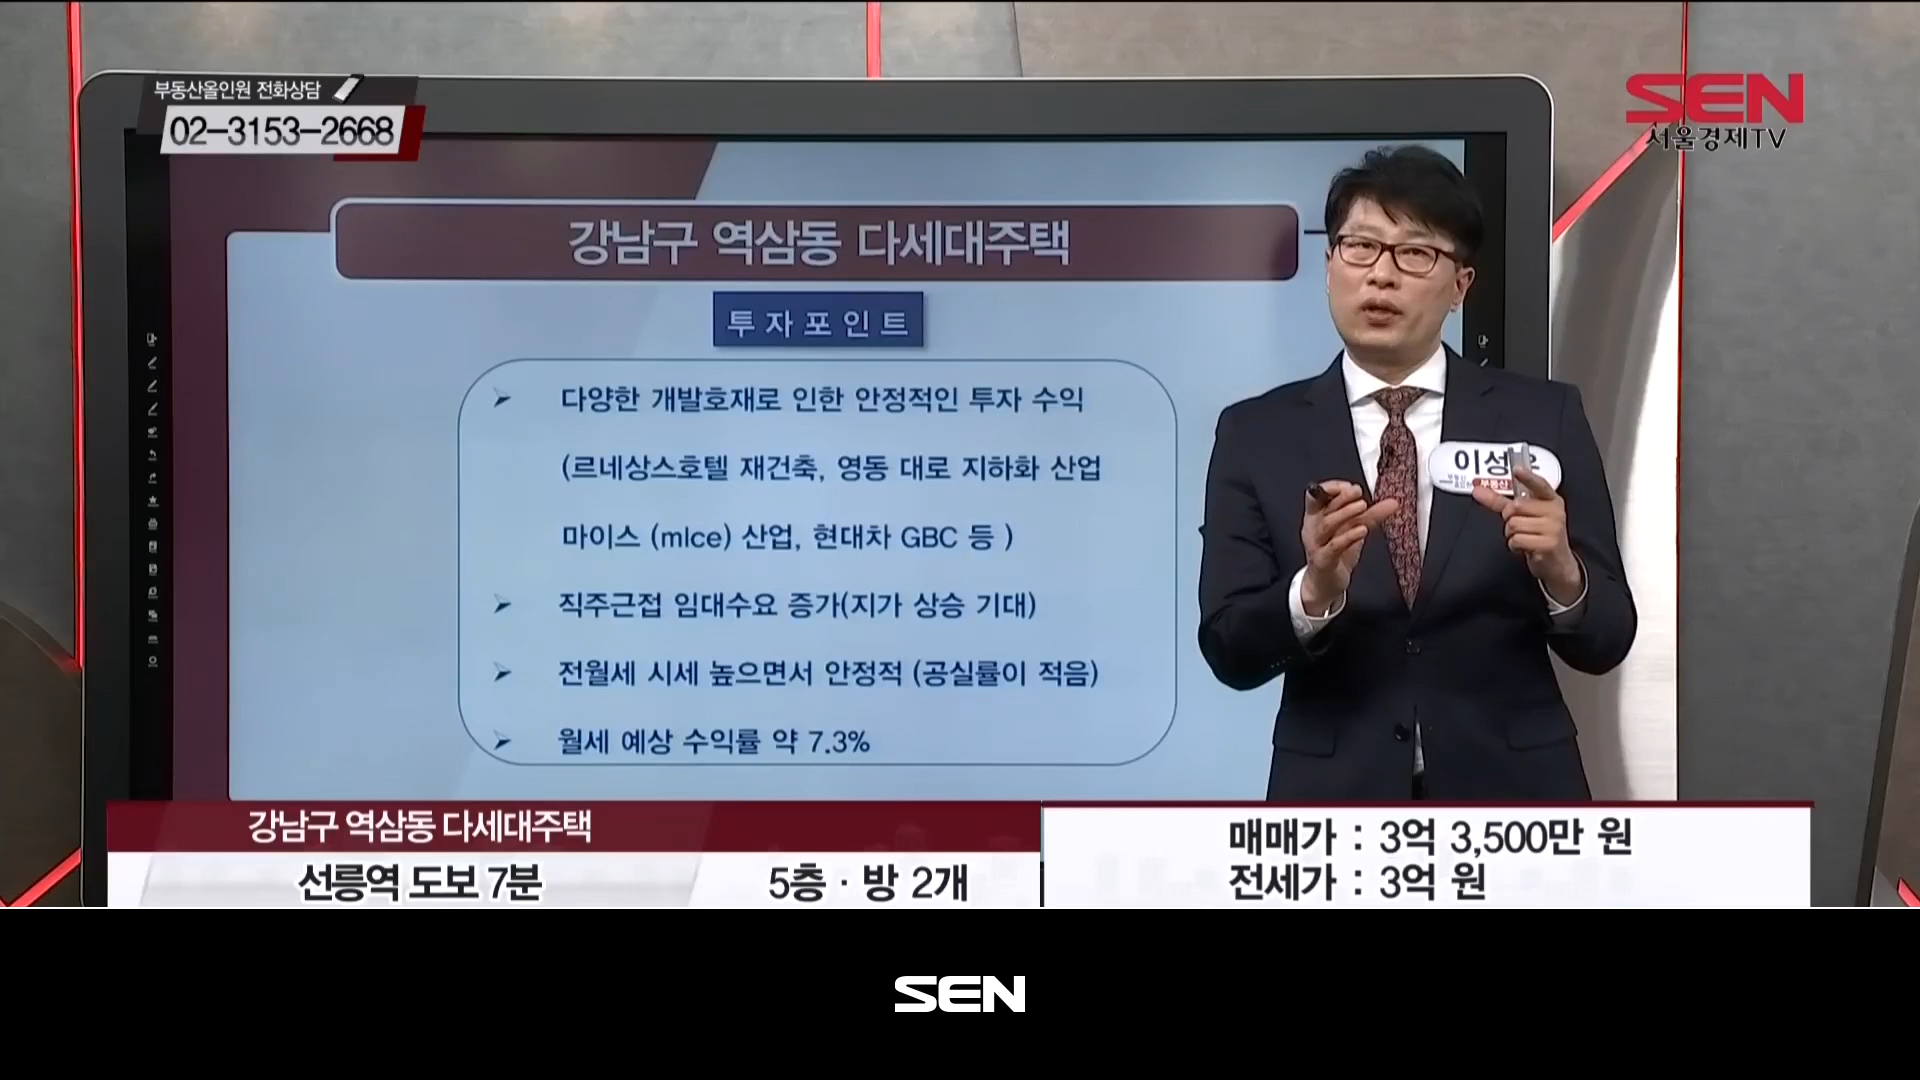 부동산올인원 전화상담
02-3153-2668
SEN
서울경제TV
강남구 역삼동 다세대주택
투자포인트
다양한 개발호재로 인한 안정적인 투자 수익
(르네상스호텔 재건축, 영동 대로 지하화 산업
마이스 (mIce) 산업, 현대차 GBC 등 )
직주근접 임대수요 증가(지가 상승 기대)
전월세 시세 높으면서 안정적 (공실률이 적음)
월세 예상 수익률 약 7.3%
부동산
강남구 역삼동 다세대주택
선릉역 도보 7분
5층 · 방 2개
매매가 : 3억 3,500만 원
전세가 : 3억 원
SEN